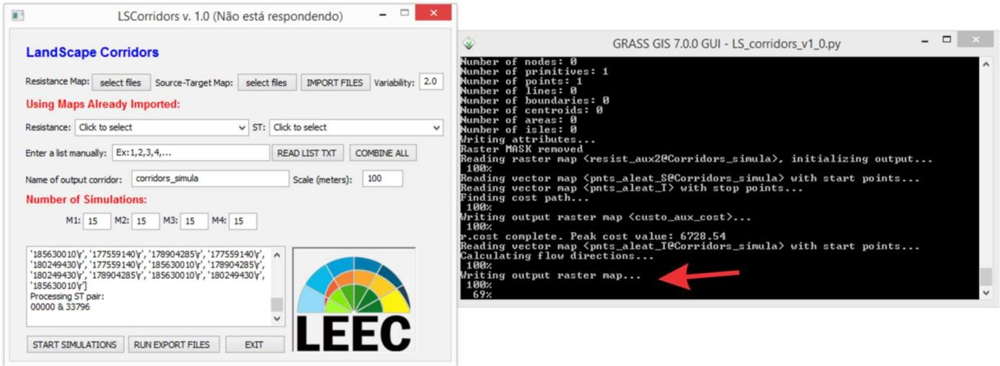 LSCorridors v. 1.0 (Não está respondendo)
LandScape Corridors
Resistance Map: select files Source-Target Map: select files IMPORT FILES Variability: 2.0
Using Maps Already Imported:
Resistance: Click to select ST: Click to select
Enter a list manually: Ex:1,2,3,4,... READ LIST TXT COMBINE ALL
Name of output corridor: corridors_simula Scale (meters): 100
Number of Simulations:
M1: 15 M2: 15 M3: 15 M4: 15
'185630010\r', '177559140\r', '178904285\r', '177559140\r',
'180249430\r', '177559140\r', '185630010\r', '178904285\r',
'180249430\r', '178904285\r', '185630010\r', '180249430\r',
'185630010\r']
Processing ST pair:
00000 & 33796
LEEC
START SIMULATIONS RUN EXPORT FILES EXIT
GRASS GIS 7.0.0 GUI - LS_corridors_v1_0.py
Number of nodes: 0
Number of primitives: 1
Number of points: 1
Number of lines: 0
Number of boundaries: 0
Number of centroids: 0
Number of areas: 0
Number of isles: 0
Writing attributes...
Raster MASK removed
Reading raster map <resist_aux2@Corridors_simula>, initializing output...
100%
Reading vector map <pnts_aleat_S@Corridors_simula> with start points...
Reading vector map <pnts_aleat_T> with stop points...
Finding cost path...
100%
Writing output raster map <custo_aux_cost>...
100%
r.cost complete. Peak cost value: 6728.54
Reading vector map <pnts_aleat_T@Corridors_simula> with start points...
Calculating flow directions...
100%
Writing output raster map...
100%
69%